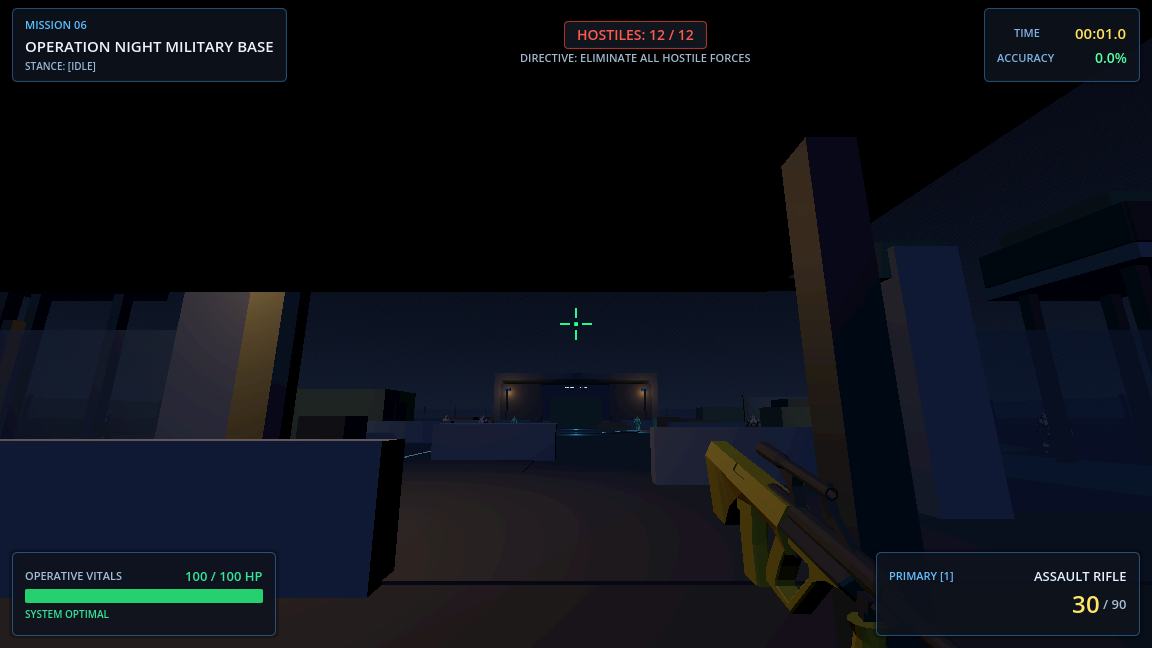 MISSION 06
OPERATION NIGHT MILITARY BASE
STANCE: [IDLE]
HOSTILES: 12 / 12
DIRECTIVE: ELIMINATE ALL HOSTILE FORCES
TIME 00:01.0
ACCURACY 0.0%
OPERATIVE VITALS 100 / 100 HP
SYSTEM OPTIMAL
PRIMARY [1] ASSAULT RIFLE
30 / 90